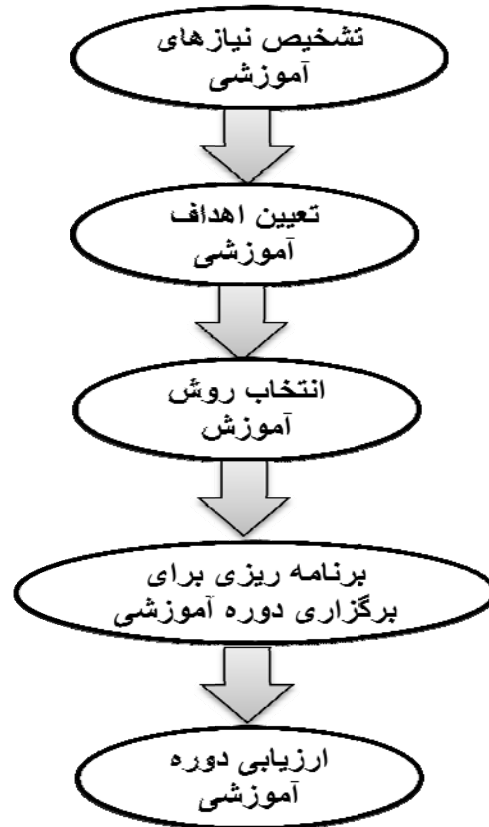 تشخیص نیازهای
آموزشی
تعیین اهداف
آموزشی
انتخاب روش
آموزش
برنامه ریزی برای
برگزاری دوره آموزشی
ارزیابی دوره
آموزشی